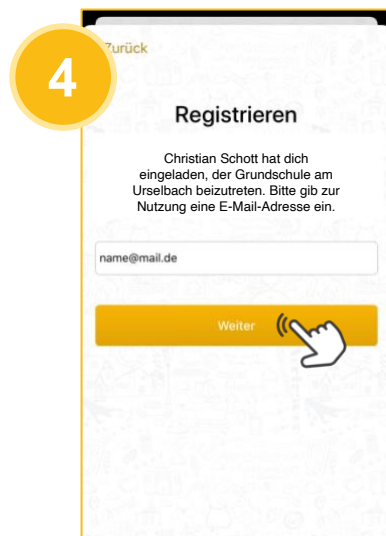 4
Zurück
Registrieren
Christian Schott hat dich
eingeladen, der Grundschule am
Urselbach beizutreten. Bitte gib zur
Nutzung eine E-Mail-Adresse ein.
name@mail.de
Weiter